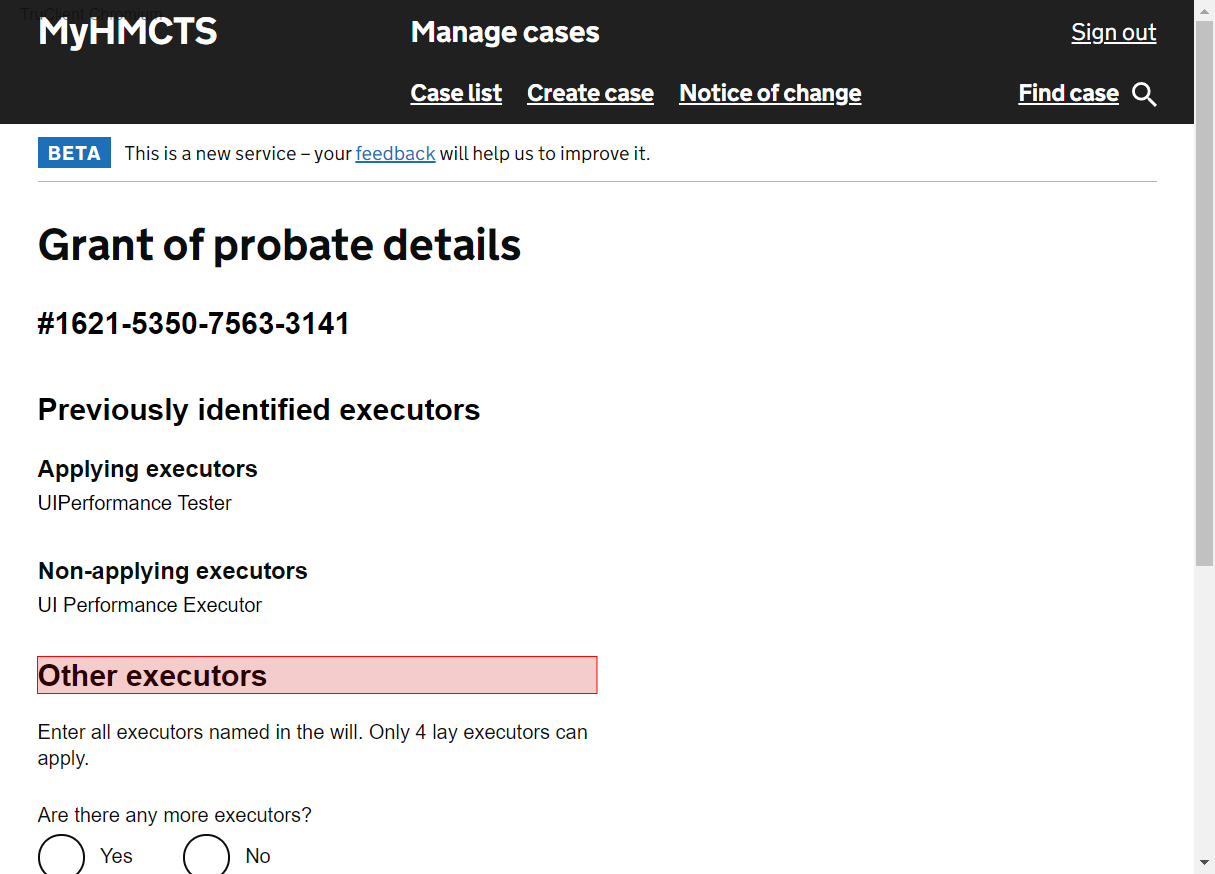 TruClient Chromium
MyHMCTS
Manage cases
Sign out
Case list
Create case
Notice of change
Find case
BETA
This is a new service – your feedback will help us to improve it.
Grant of probate details
#1621-5350-7563-3141
Previously identified executors
Applying executors
UIPerformance Tester
Non-applying executors
UI Performance Executor
Other executors
Enter all executors named in the will. Only 4 lay executors can
apply.
Are there any more executors?
Yes
No